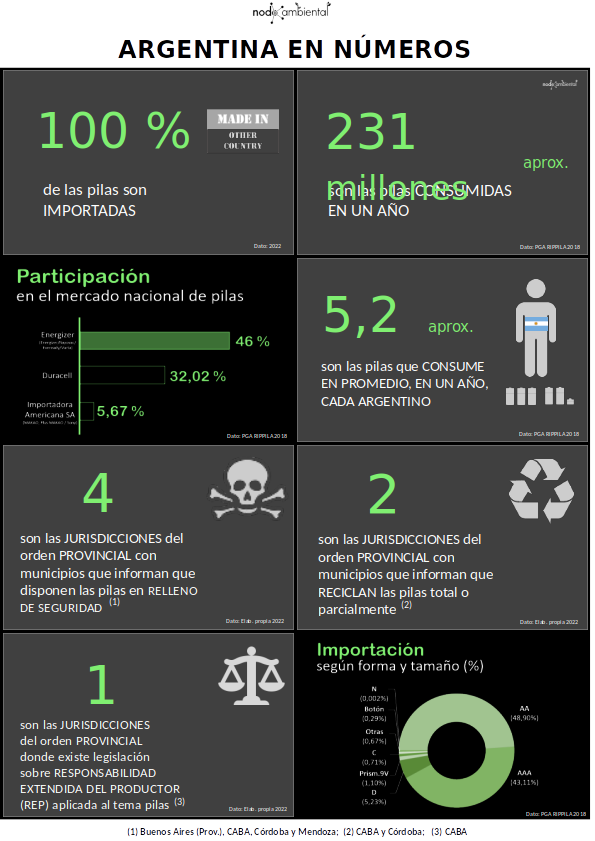 nodo ambiental
ARGENTINA EN NÚMEROS
100 %
MADE IN
OTHER
COUNTRY
de las pilas son
IMPORTADAS
Dato: 2022
nodo ambiental
231
millones
aprox.
son las pilas CONSUMIDAS
EN UN AÑO
Dato: PGA RIPPILA 2018
Participación
en el mercado nacional de pilas
Energizer
46 %
Duracell
32,02 %
Importadora
Americana SA
5,67 %
Dato: PGA RIPPILA 2018
5,2
aprox.
son las pilas que CONSUME
EN PROMEDIO, EN UN AÑO,
CADA ARGENTINO
Dato: PGA RIPPILA 2018
4
son las JURISDICCIONES del
orden PROVINCIAL con
municipios que informan que
disponen las pilas en RELLENO
DE SEGURIDAD (1)
Dato: Elab. propia 2022
2
son las JURISDICCIONES del
orden PROVINCIAL con
municipios que informan que
RECICLAN las pilas total o
parcialmente (2)
Dato: Elab. propia 2022
1
son las JURISDICCIONES
del orden PROVINCIAL
donde existe legislación
sobre RESPONSABILIDAD
EXTENDIDA DEL PRODUCTOR
(REP) aplicada al tema pilas (3)
Dato: Elab. propia 2022
Importación
según forma y tamaño (%)
N
(0,002%)
Botón
(0,29%)
Otras
(0,67%)
C
(0,71%)
Prism.9V
(1,10%)
D
(5,23%)
AA
(48,90%)
AAA
(43,11%)
Dato: PGA RIPPILA 2018
(1) Buenos Aires (Prov.), CABA, Córdoba y Mendoza; (2) CABA y Córdoba; (3) CABA